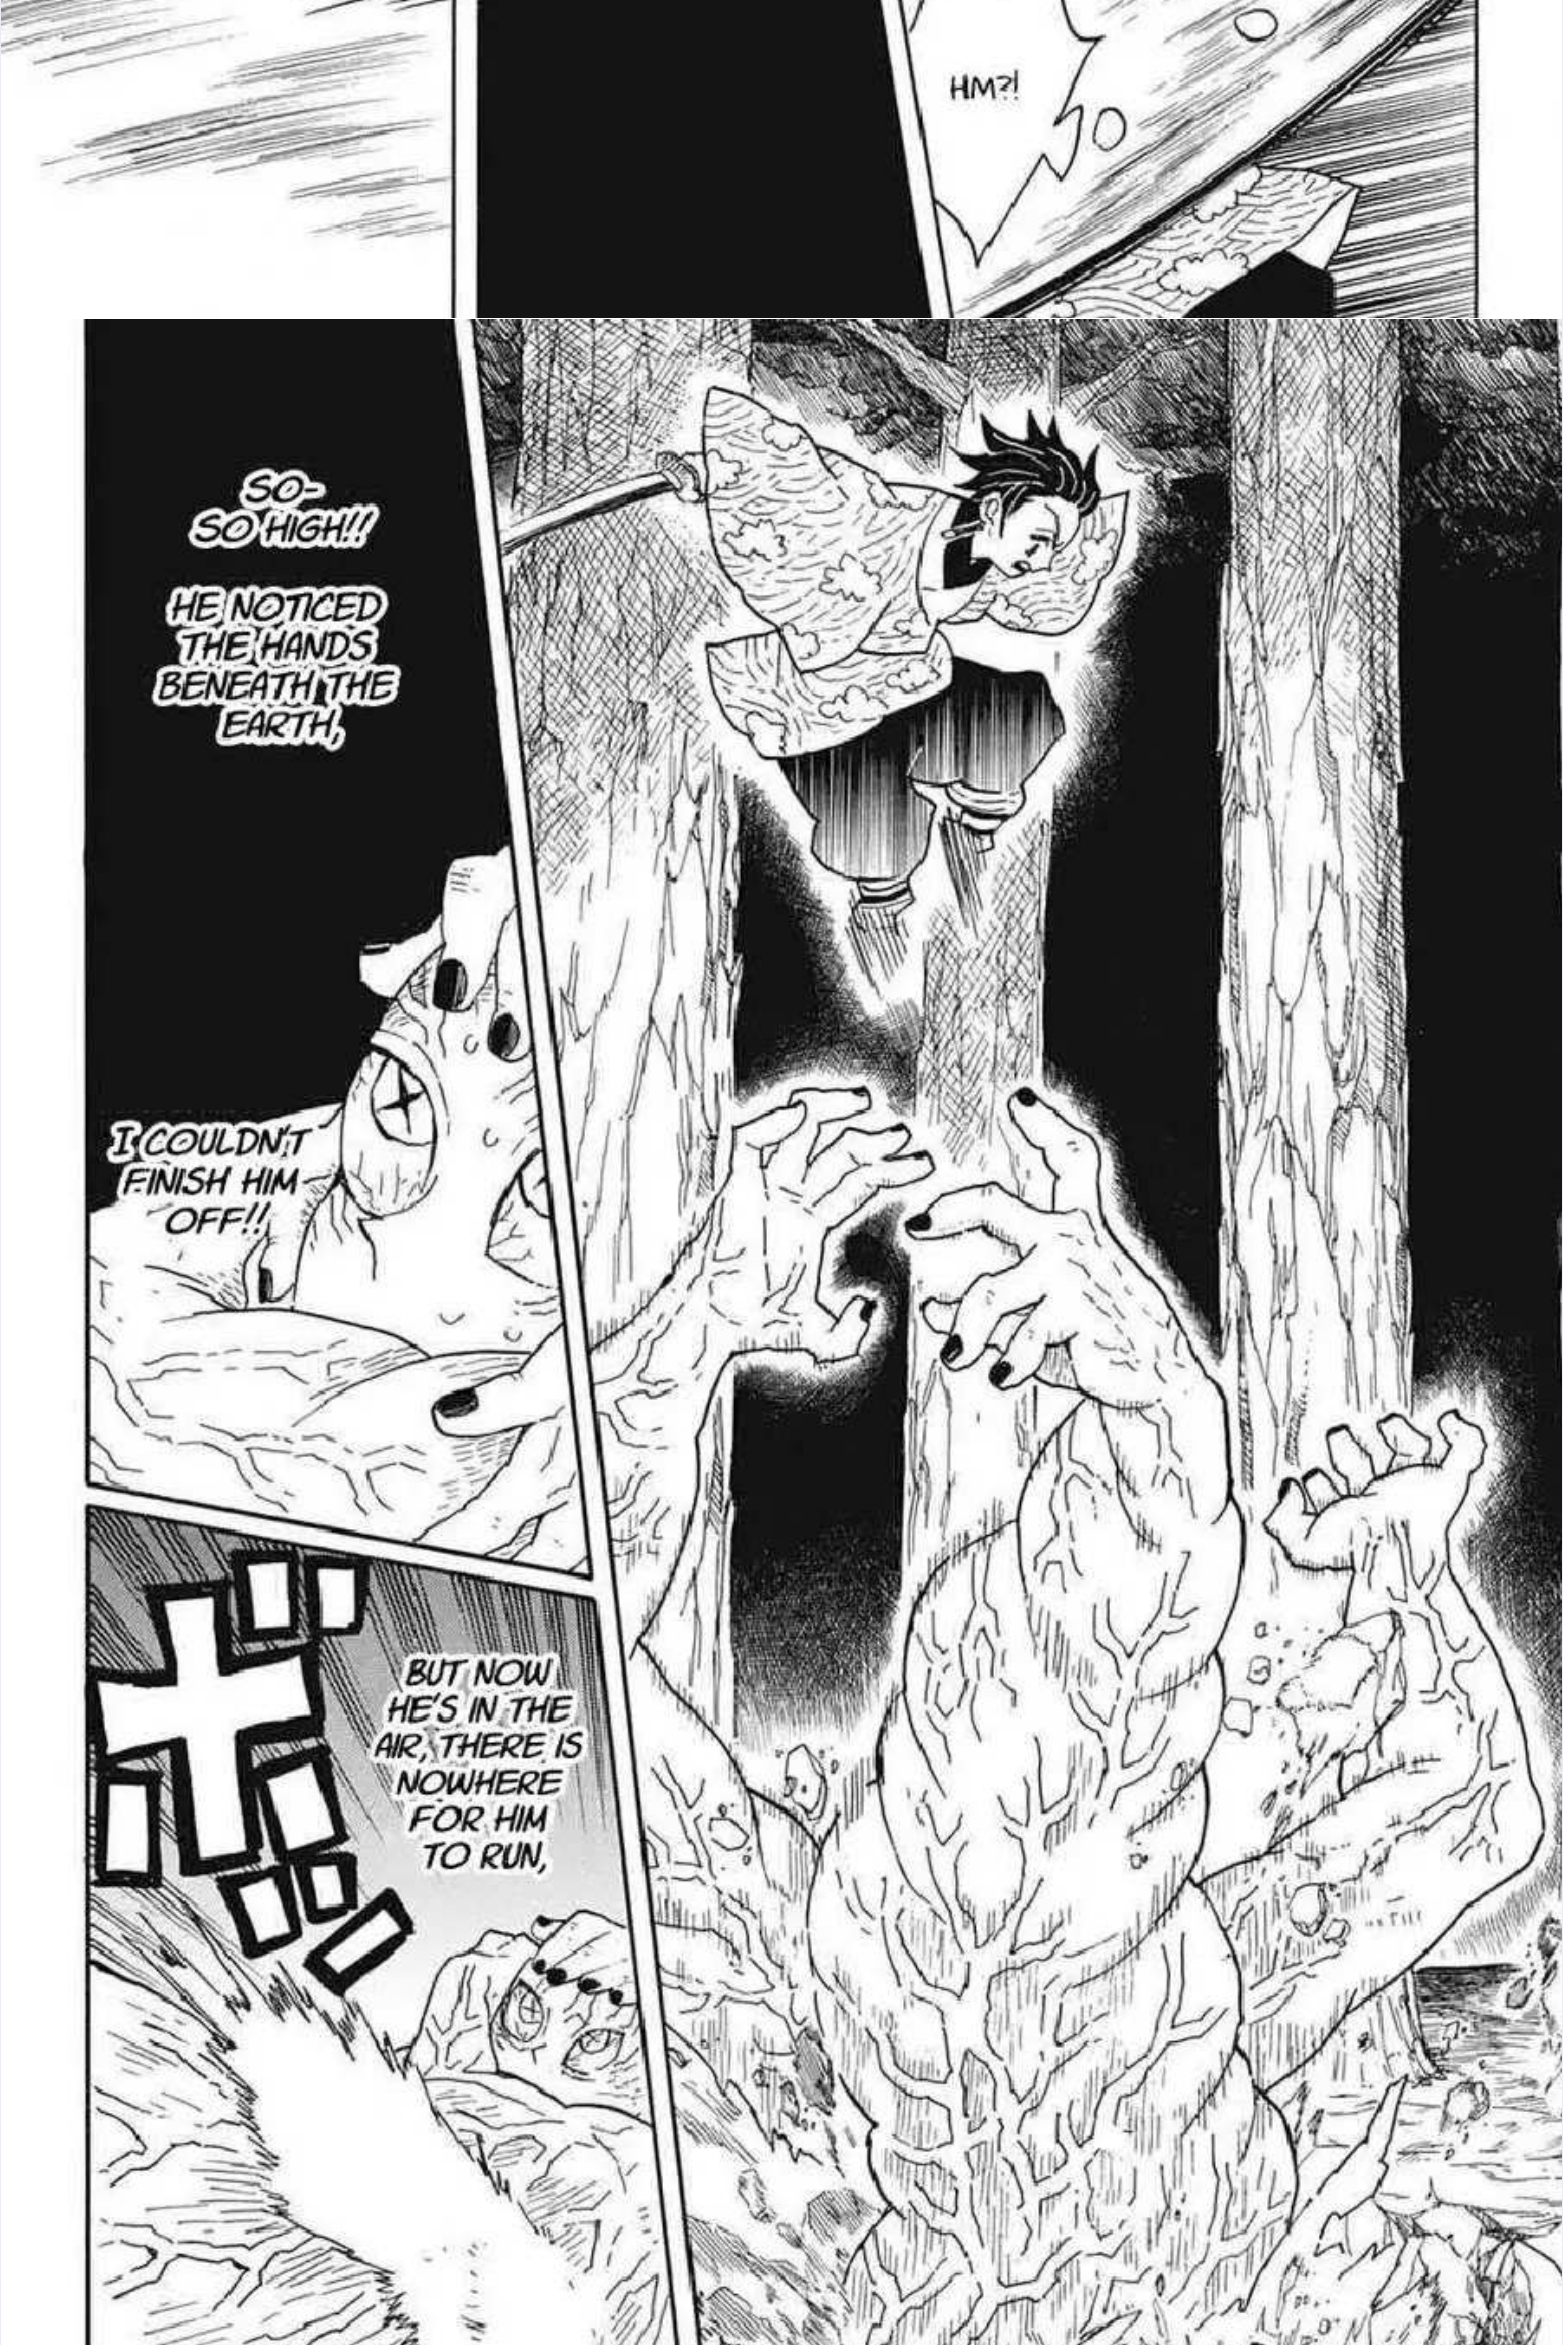 HM?!
SO-
SO HIGH!!
HE NOTICED
THE HANDS
BENEATH THE
EARTH,
I COULDN'T
FINISH HIM
OFF!!
BUT NOW
HE'S IN THE
AIR, THERE IS
NOWHERE
FOR HIM
TO RUN,